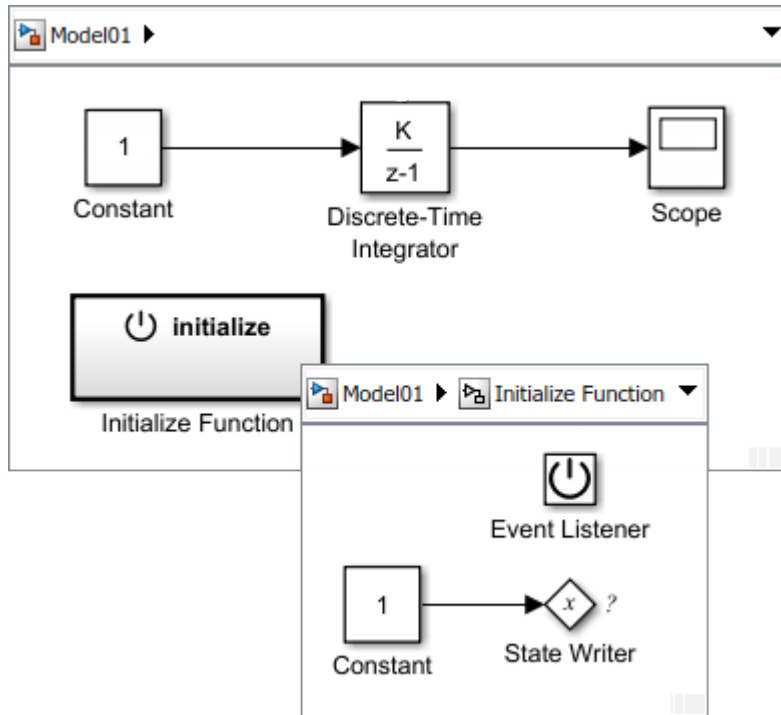 Model01
1
K
z-1
Constant
Discrete-Time
Integrator
Scope
initialize
Initialize Function
Model01 Initialize Function
Event Listener
1
x ?
Constant
State Writer